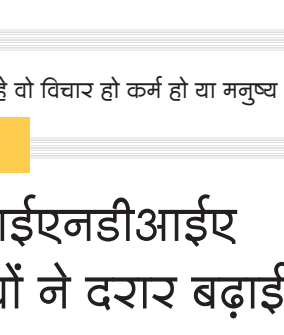 हे वो विचार हो कर्म हो या मनुष्य
ाईएनडीआईए
ों ने दरार बढ़ाई